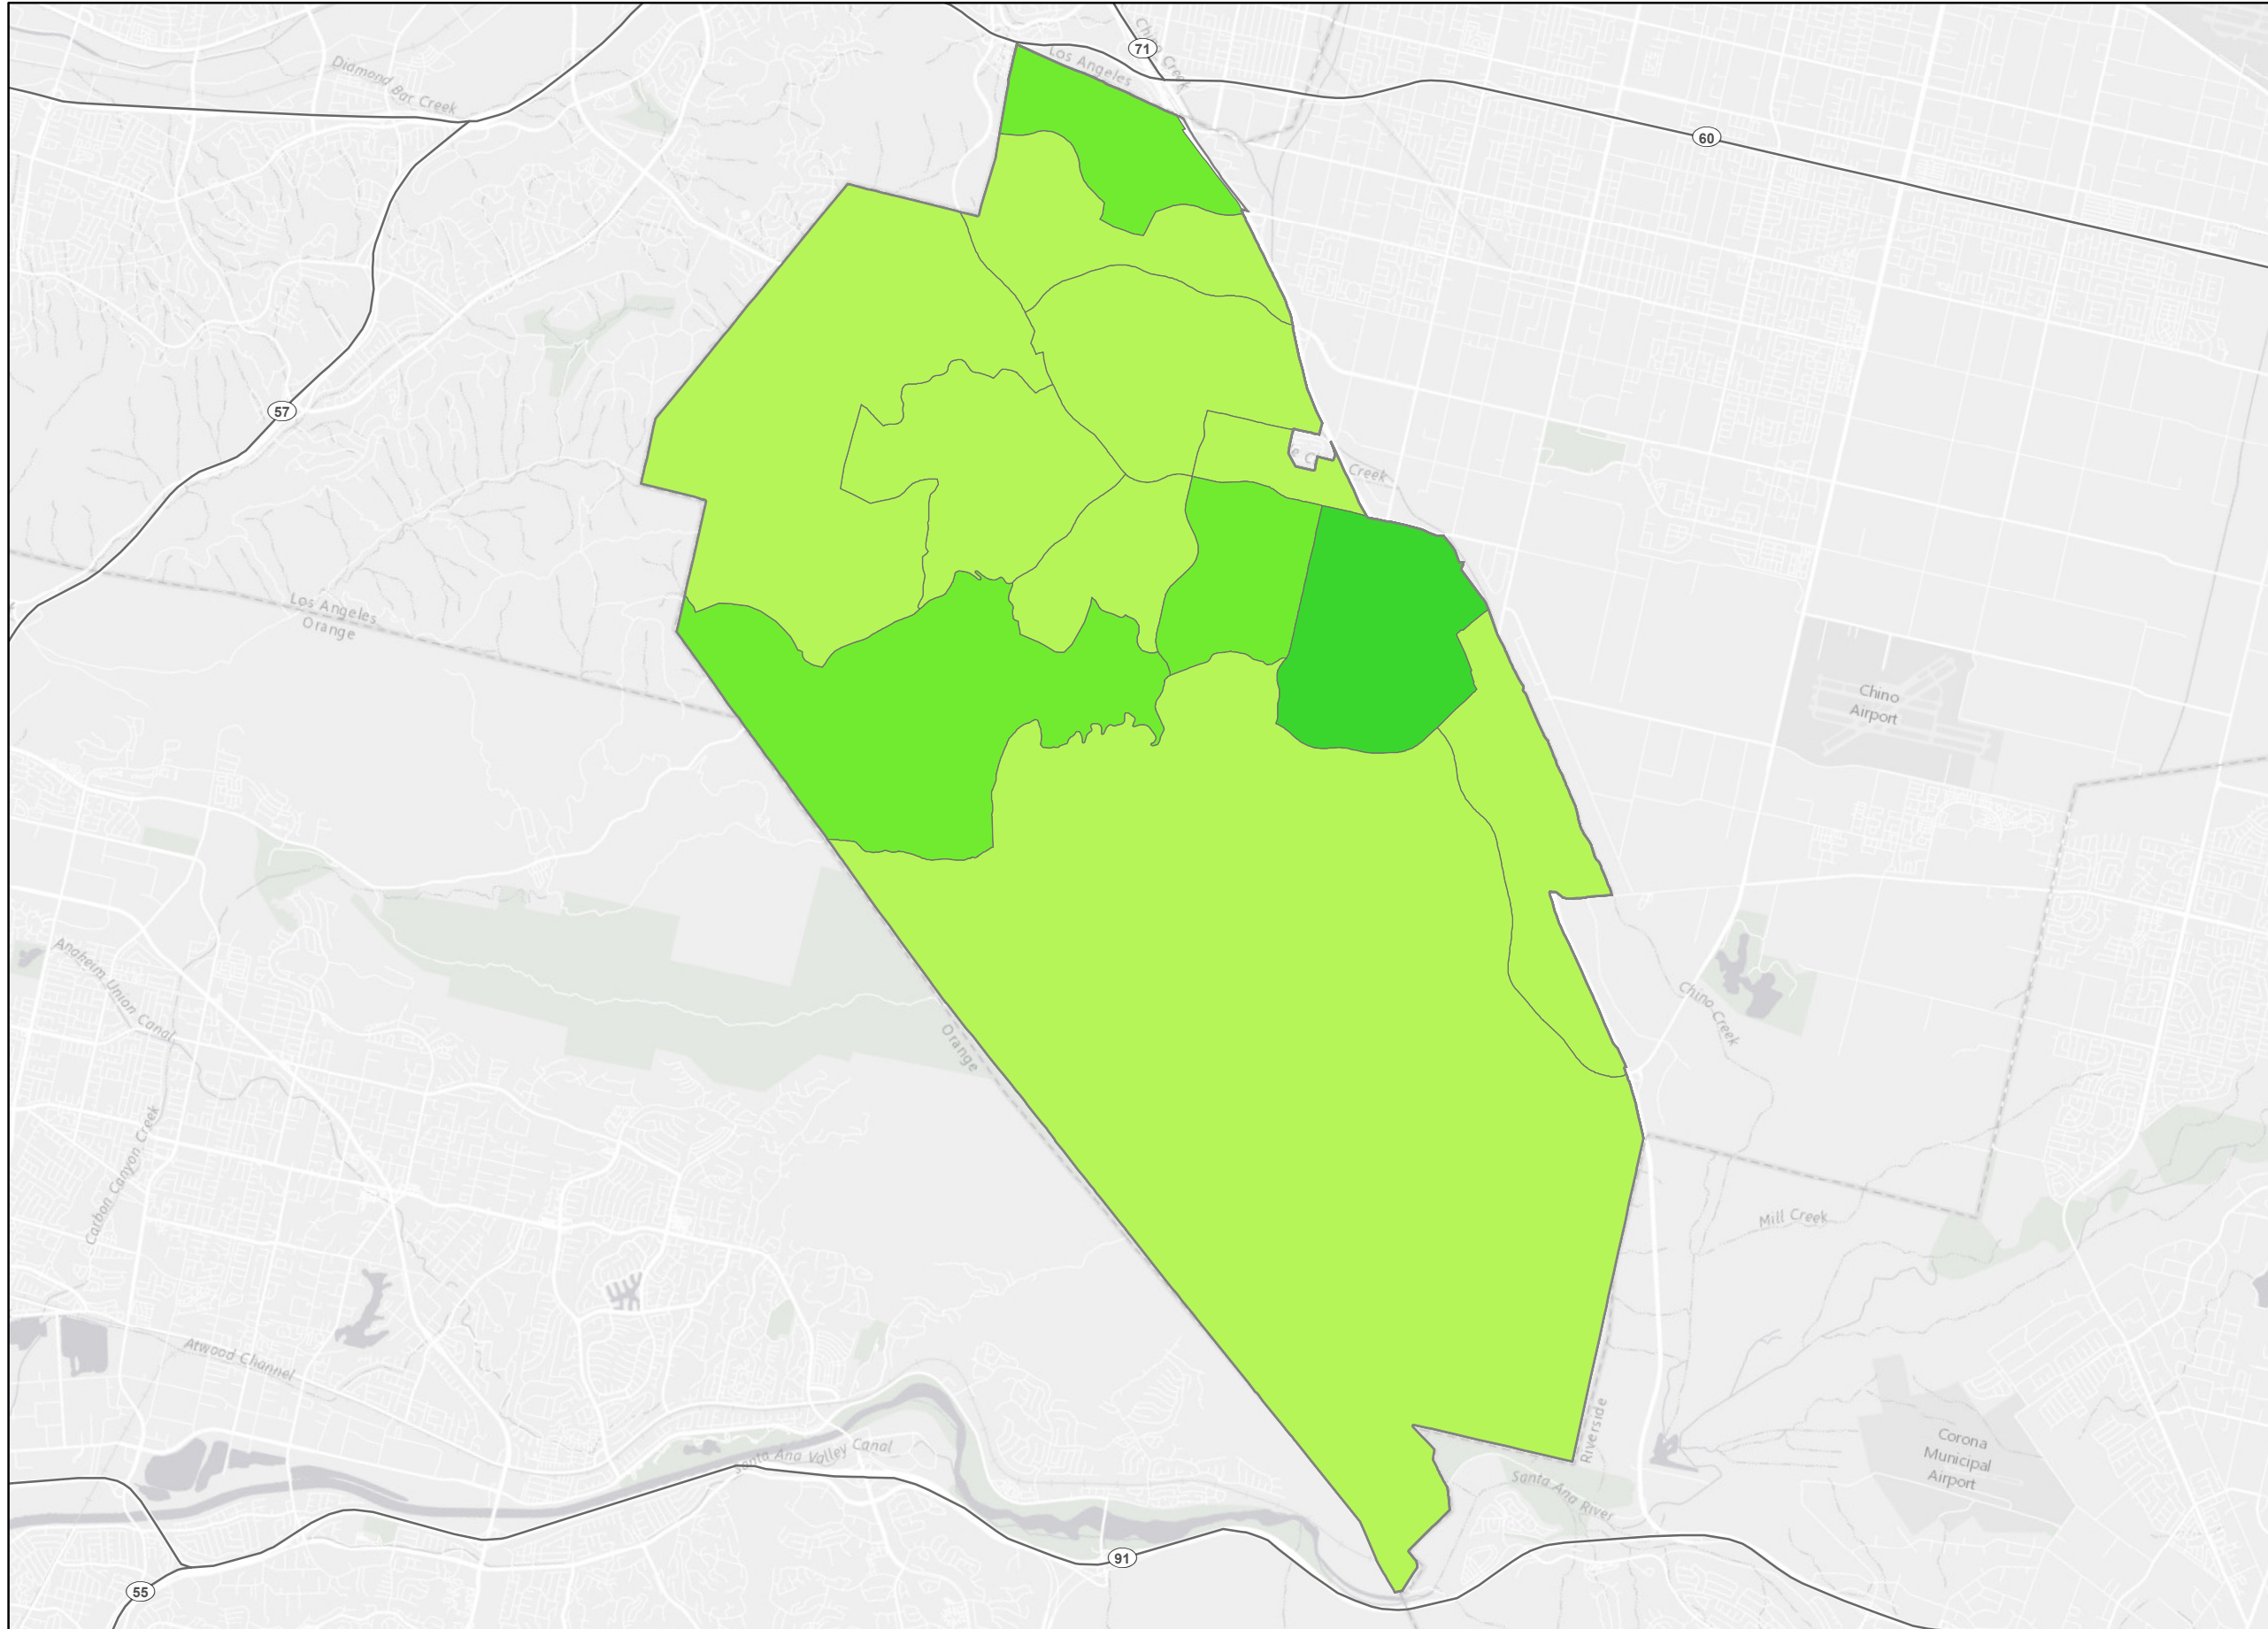 71
Chino Creek
Los Angeles
Diamond Bar Creek
60
57
Creek
Los Angeles
Orange
Chino
Airport
Anaheim Union Canal
Chino Creek
Orange
Carbon Canyon Creek
Mill Creek
Atwood Channel
Riverside
Corona
Municipal
Airport
Santa Ana Valley Canal
Santa Ana River
91
55